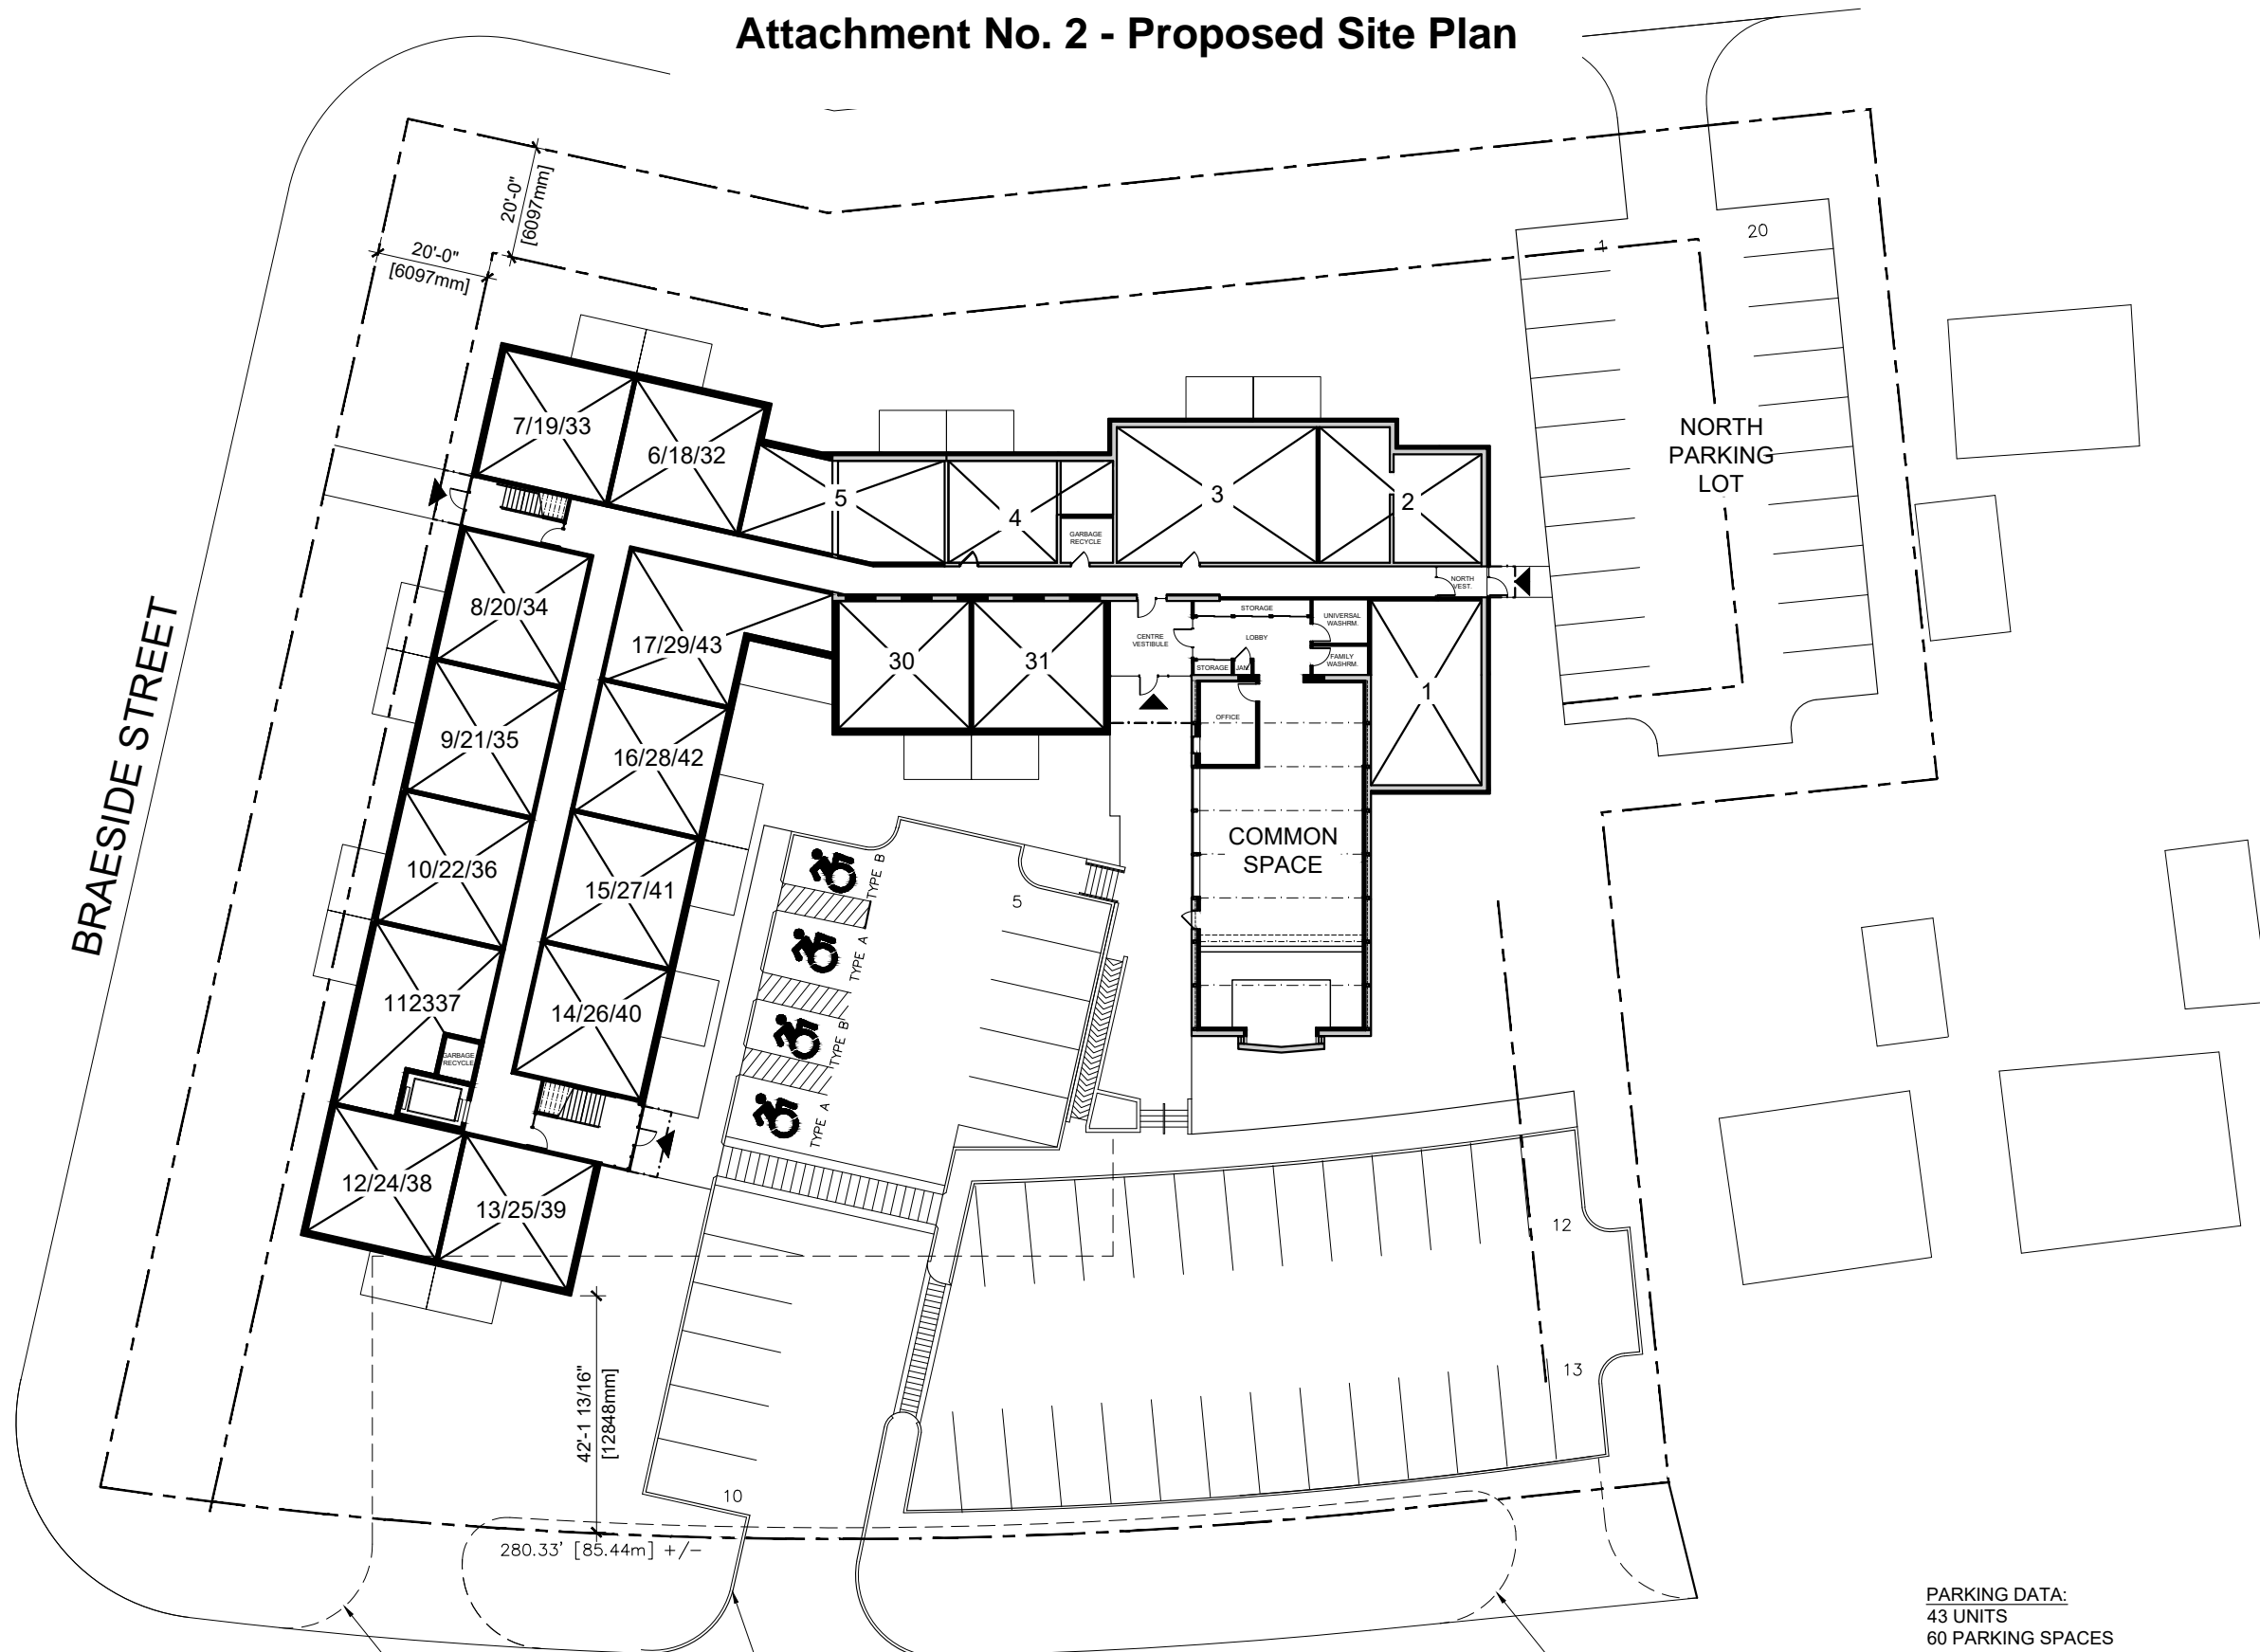 Attachment No. 2 - Proposed Site Plan
20'-0"
[6097mm]
20'-0"
[6097mm]
1
20
NORTH
PARKING
LOT
7/19/33
6/18/32
5
4
3
2
GARBAGE
RECYCLE
NORTH
VEST.
8/20/34
17/29/43
30
31
CENTRE
VESTIBULE
STORAGE
LOBBY
UNIVERSAL
WASHRM.
FAMILY
WASHRM.
STORAGE
JAN
1
OFFICE
9/21/35
16/28/42
BRAESIDE STREET
COMMON
SPACE
10/22/36
15/27/41
TYPE B
TYPE A
TYPE B
TYPE A
5
112337
14/26/40
GARBAGE
RECYCLE
12/24/38
13/25/39
12
13
42'-1 13/16"
[12848mm]
10
280.33' [85.44m] +/-
PARKING DATA:
43 UNITS
60 PARKING SPACES